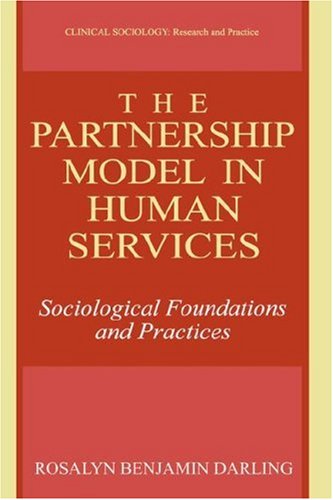 CLINICAL SOCIOLOGY: Research and Practice
THE
PARTNERSHIP
MODEL IN
HUMAN
SERVICES
Sociological Foundations
and Practices
ROSALYN BENJAMIN DARLING